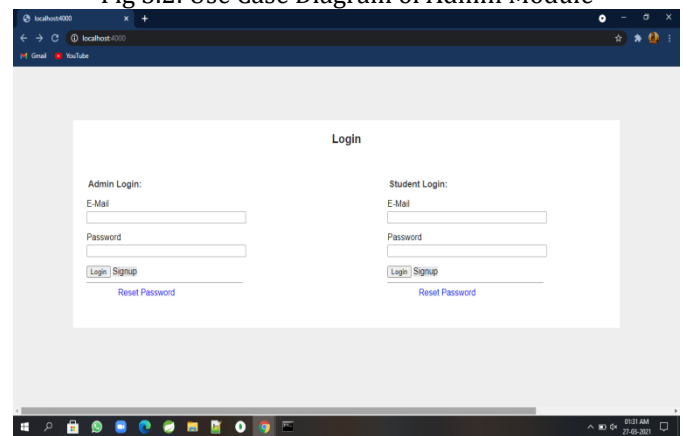 Fig 3.2: Use Case Diagram of Admin Module
localhost:4000
localhost:4000
Gmail YouTube
Login
Admin Login:
E-Mail
Password
Login Signup
Reset Password
Student Login:
E-Mail
Password
Login Signup
Reset Password
01:31 AM
27-05-2021